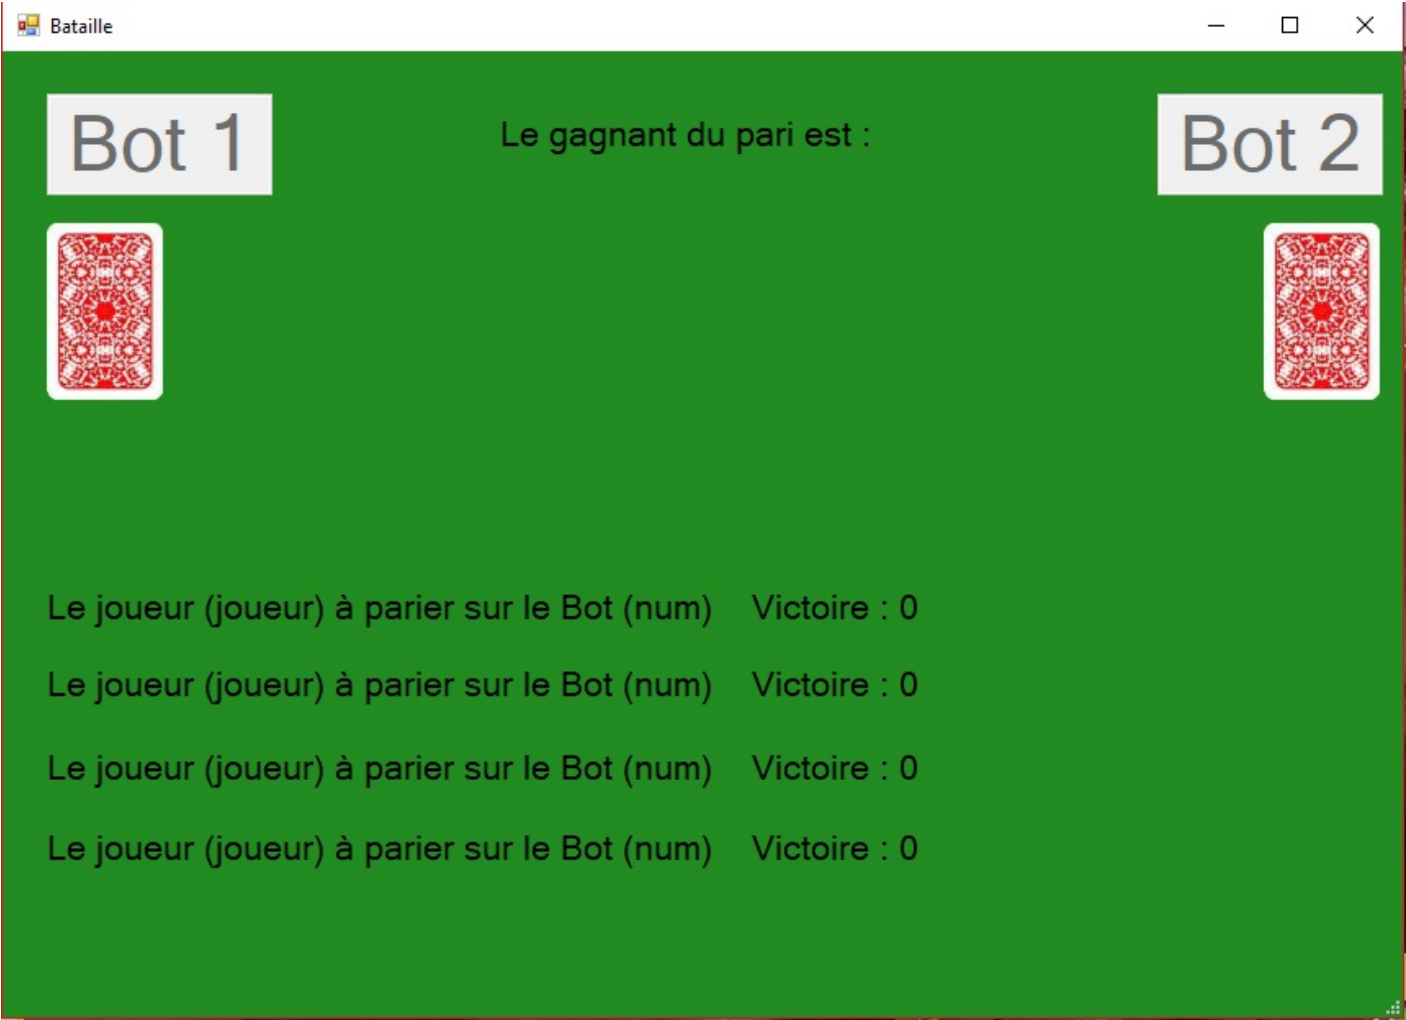 Bataille
Bot 1
Le gagnant du pari est :
Bot 2
Le joueur (joueur) à parier sur le Bot (num) Victoire : 0
Le joueur (joueur) à parier sur le Bot (num) Victoire : 0
Le joueur (joueur) à parier sur le Bot (num) Victoire : 0
Le joueur (joueur) à parier sur le Bot (num) Victoire : 0